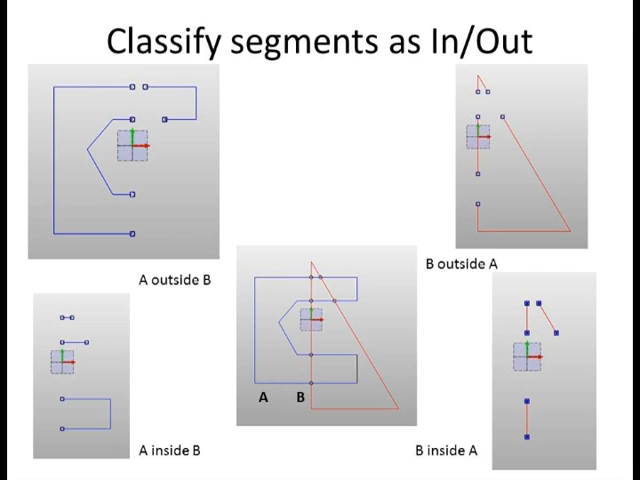 Classify segments as In/Out
A outside B
B outside A
A B
A inside B
B inside A